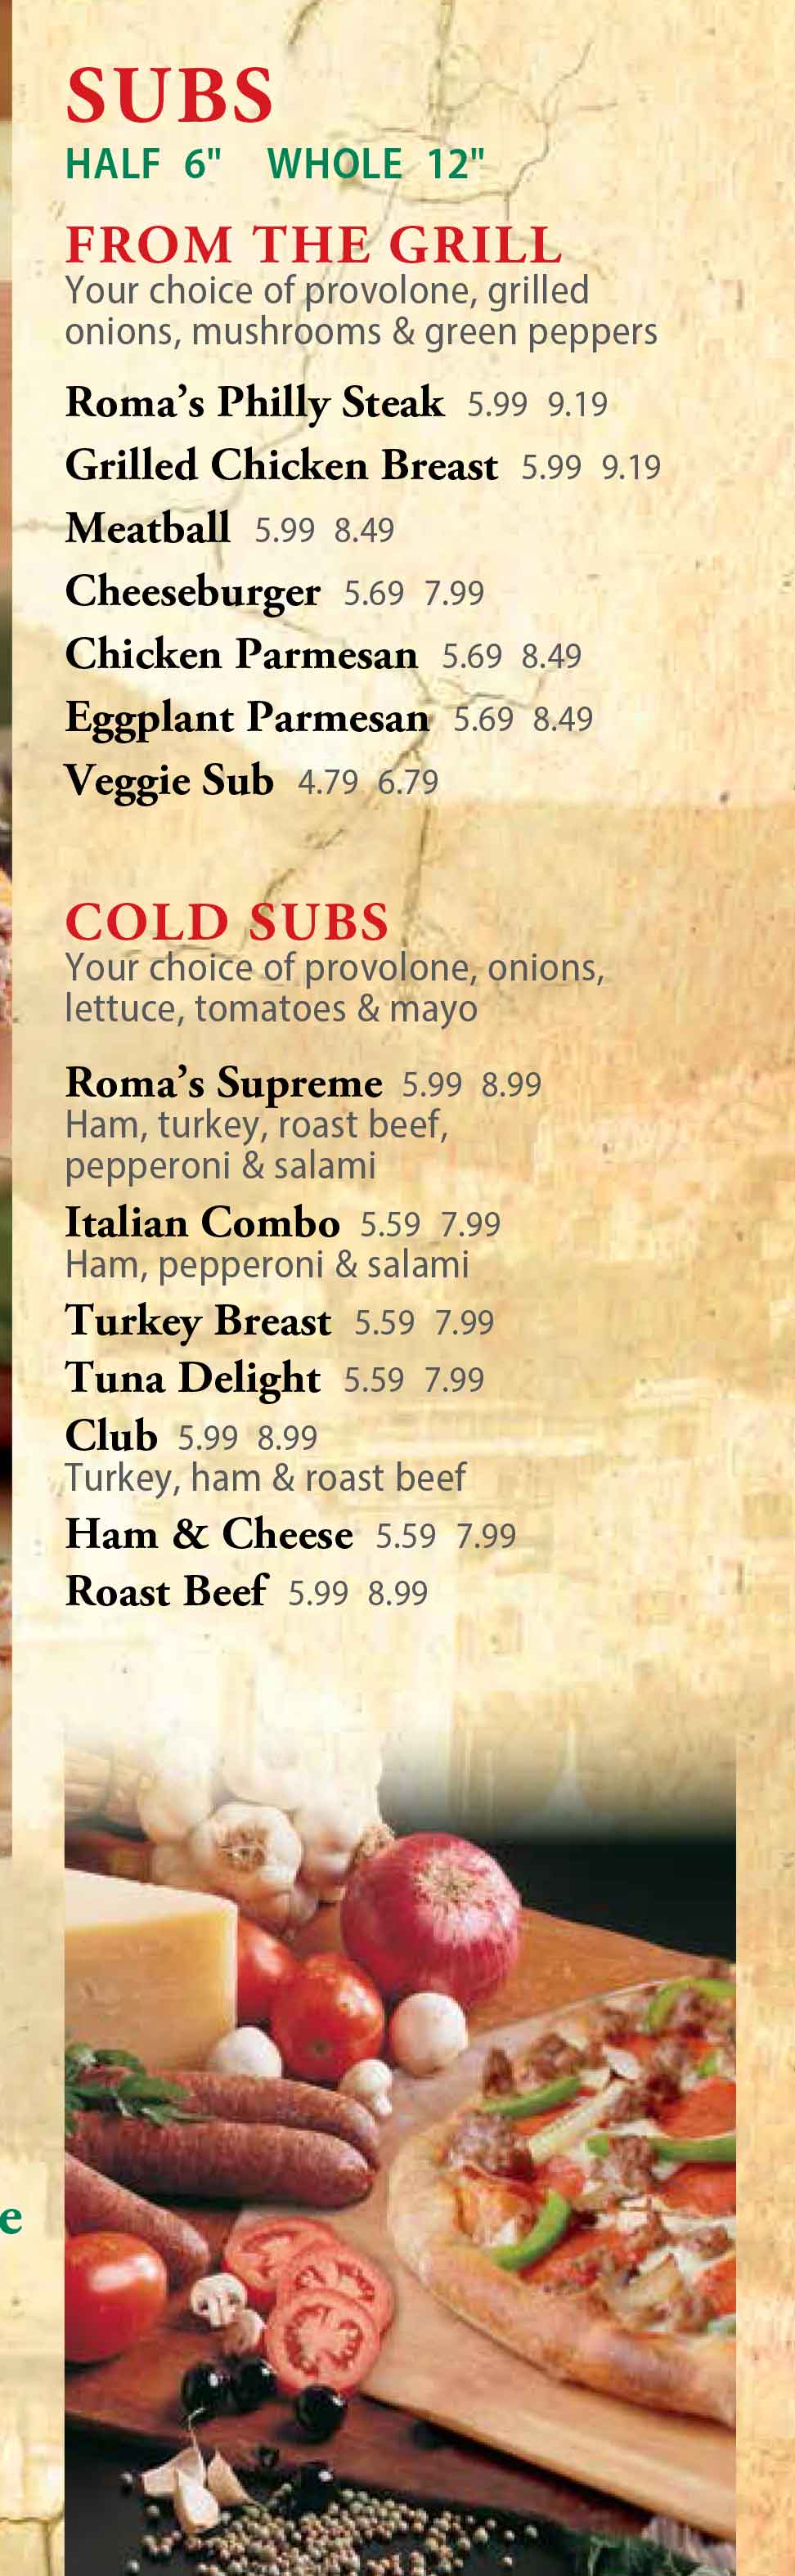 SUBS
HALF 6" WHOLE 12"
FROM THE GRILL
Your choice of provolone, grilled
onions, mushrooms & green peppers
Roma’s Philly Steak 5.99 9.19
Grilled Chicken Breast 5.99 9.19
Meatball 5.99 8.49
Cheeseburger 5.69 7.99
Chicken Parmesan 5.69 8.49
Eggplant Parmesan 5.69 8.49
Veggie Sub 4.79 6.79
COLD SUBS
Your choice of provolone, onions,
lettuce, tomatoes & mayo
Roma’s Supreme 5.99 8.99
Ham, turkey, roast beef,
pepperoni & salami
Italian Combo 5.59 7.99
Ham, pepperoni & salami
Turkey Breast 5.59 7.99
Tuna Delight 5.59 7.99
Club 5.99 8.99
Turkey, ham & roast beef
Ham & Cheese 5.59 7.99
Roast Beef 5.99 8.99